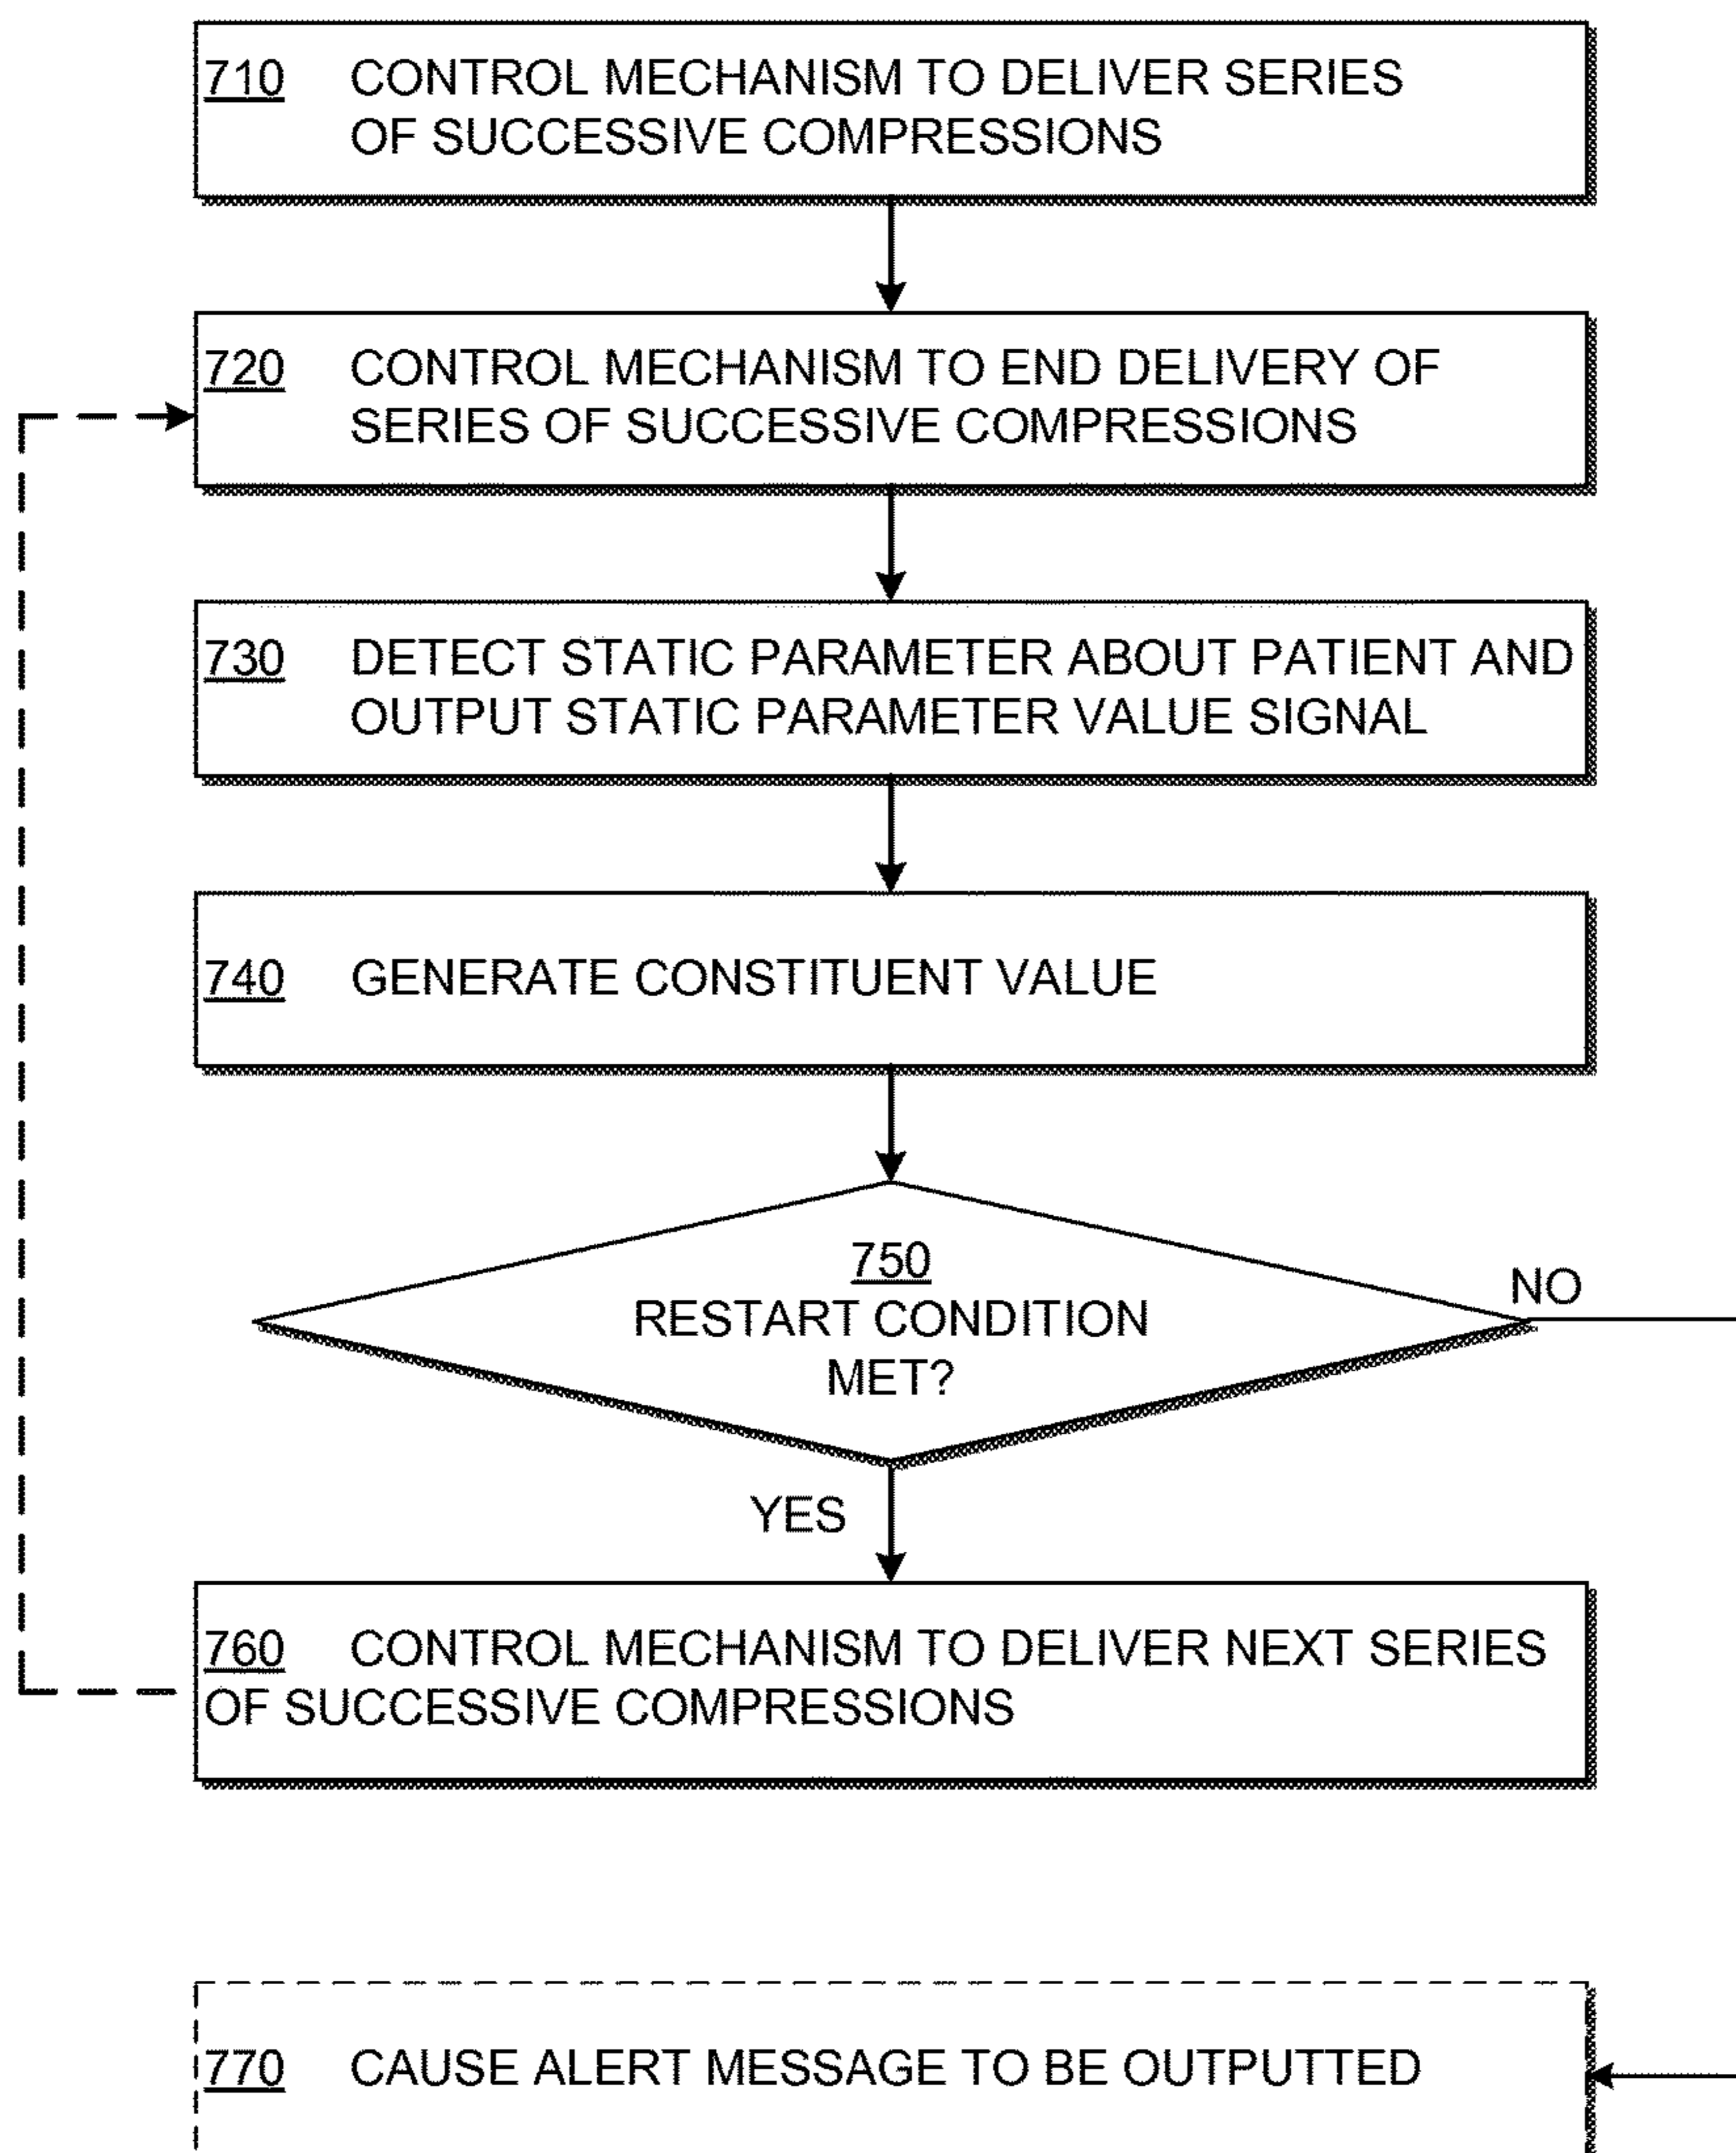 710 CONTROL MECHANISM TO DELIVER SERIES
OF SUCCESSIVE COMPRESSIONS
720 CONTROL MECHANISM TO END DELIVERY OF
SERIES OF SUCCESSIVE COMPRESSIONS
730 DETECT STATIC PARAMETER ABOUT PATIENT AND
OUTPUT STATIC PARAMETER VALUE SIGNAL
740 GENERATE CONSTITUENT VALUE
750
RESTART CONDITION
MET?
NO
YES
760 CONTROL MECHANISM TO DELIVER NEXT SERIES
OF SUCCESSIVE COMPRESSIONS
770 CAUSE ALERT MESSAGE TO BE OUTPUTTED